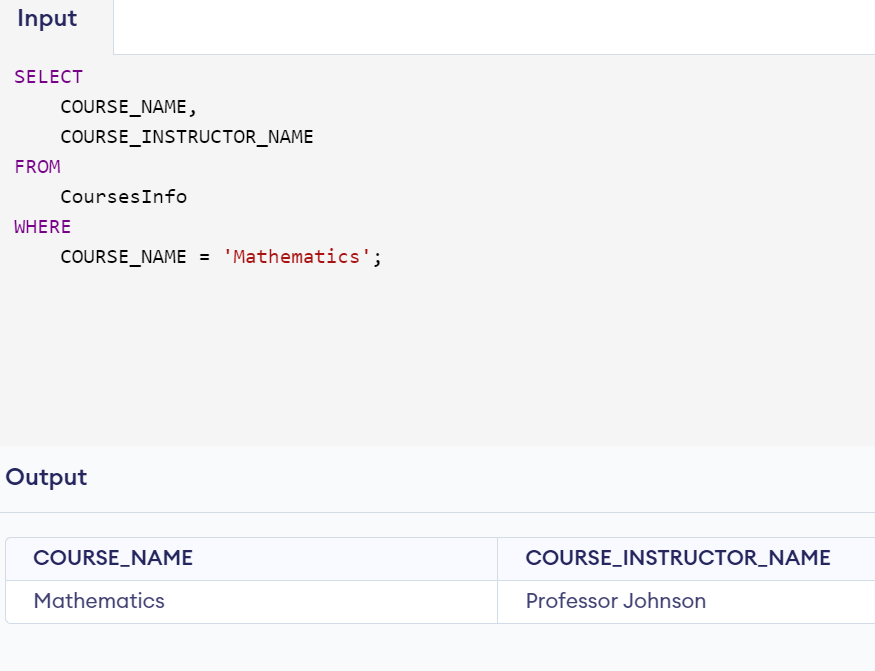 Input
SELECT
    COURSE_NAME,
    COURSE_INSTRUCTOR_NAME
FROM
    CoursesInfo
WHERE
    COURSE_NAME = 'Mathematics';
Output
COURSE_NAME COURSE_INSTRUCTOR_NAME
Mathematics Professor Johnson